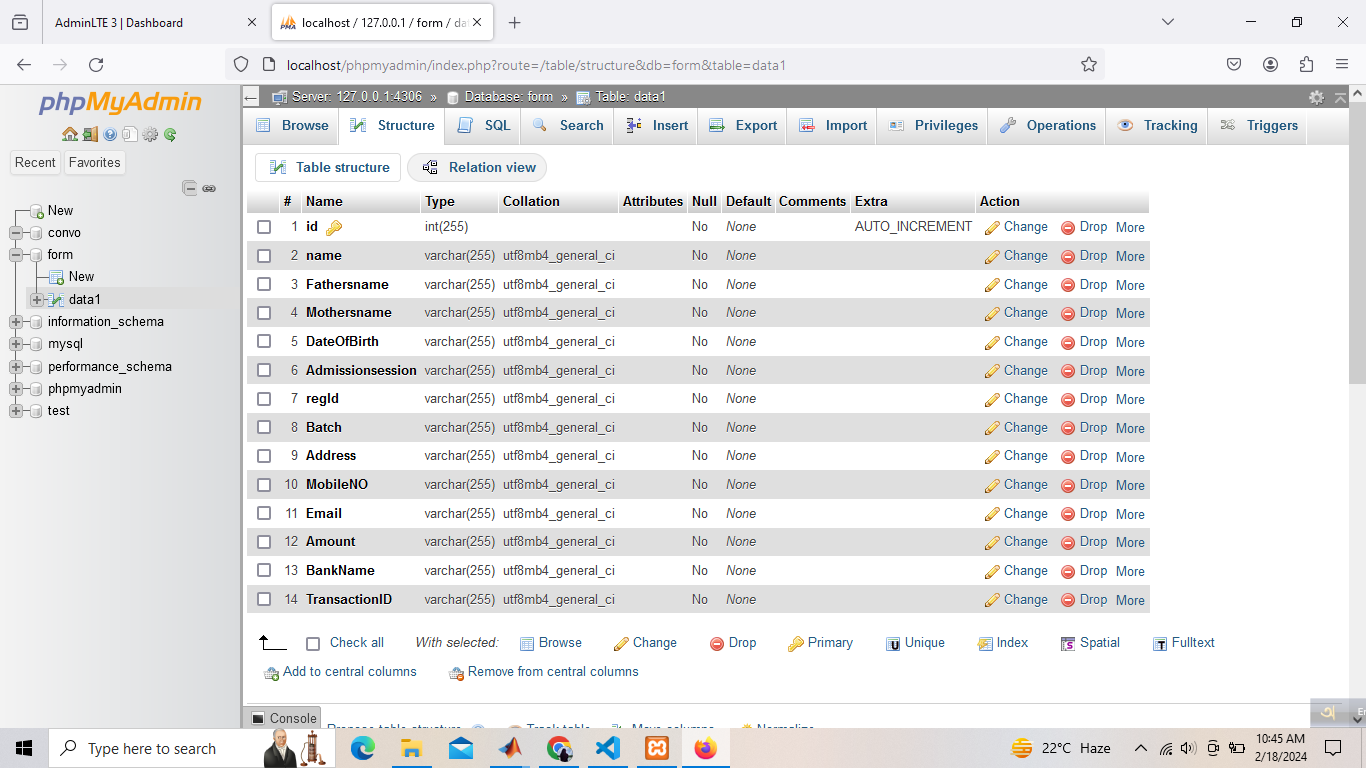 AdminLTE 3 | Dashboard
localhost / 127.0.0.1 / form / da
localhost/phpmyadmin/index.php?route=/table/structure&db=form&table=data1
phpMyAdmin
Recent Favorites
New
convo
form
New
data1
information_schema
mysql
performance_schema
phpmyadmin
test
Server: 127.0.0.1:4306 » Database: form » Table: data1
Browse Structure SQL Search Insert Export Import Privileges Operations Tracking Triggers
Table structure Relation view
# Name Type Collation Attributes Null Default Comments Extra Action
1 id int(255) No None AUTO_INCREMENT Change Drop More
2 name varchar(255) utf8mb4_general_ci No None Change Drop More
3 Fathersname varchar(255) utf8mb4_general_ci No None Change Drop More
4 Mothersname varchar(255) utf8mb4_general_ci No None Change Drop More
5 DateOfBirth varchar(255) utf8mb4_general_ci No None Change Drop More
6 Admissionsession varchar(255) utf8mb4_general_ci No None Change Drop More
7 regId varchar(255) utf8mb4_general_ci No None Change Drop More
8 Batch varchar(255) utf8mb4_general_ci No None Change Drop More
9 Address varchar(255) utf8mb4_general_ci No None Change Drop More
10 MobileNO varchar(255) utf8mb4_general_ci No None Change Drop More
11 Email varchar(255) utf8mb4_general_ci No None Change Drop More
12 Amount varchar(255) utf8mb4_general_ci No None Change Drop More
13 BankName varchar(255) utf8mb4_general_ci No None Change Drop More
14 TransactionID varchar(255) utf8mb4_general_ci No None Change Drop More
Check all With selected: Browse Change Drop Primary Unique Index Spatial Fulltext
Add to central columns Remove from central columns
Console
Propose table structure Track table Move columns Normalize
Type here to search
22°C Haze
10:45 AM
2/18/2024